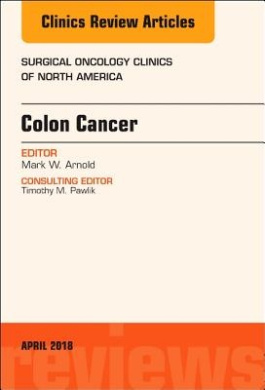 Clinics Review Articles
SURGICAL ONCOLOGY CLINICS
OF NORTH AMERICA
Colon Cancer
EDITOR
Mark W. Arnold
CONSULTING EDITOR
Timothy M. Pawlik
APRIL 2018
reviews